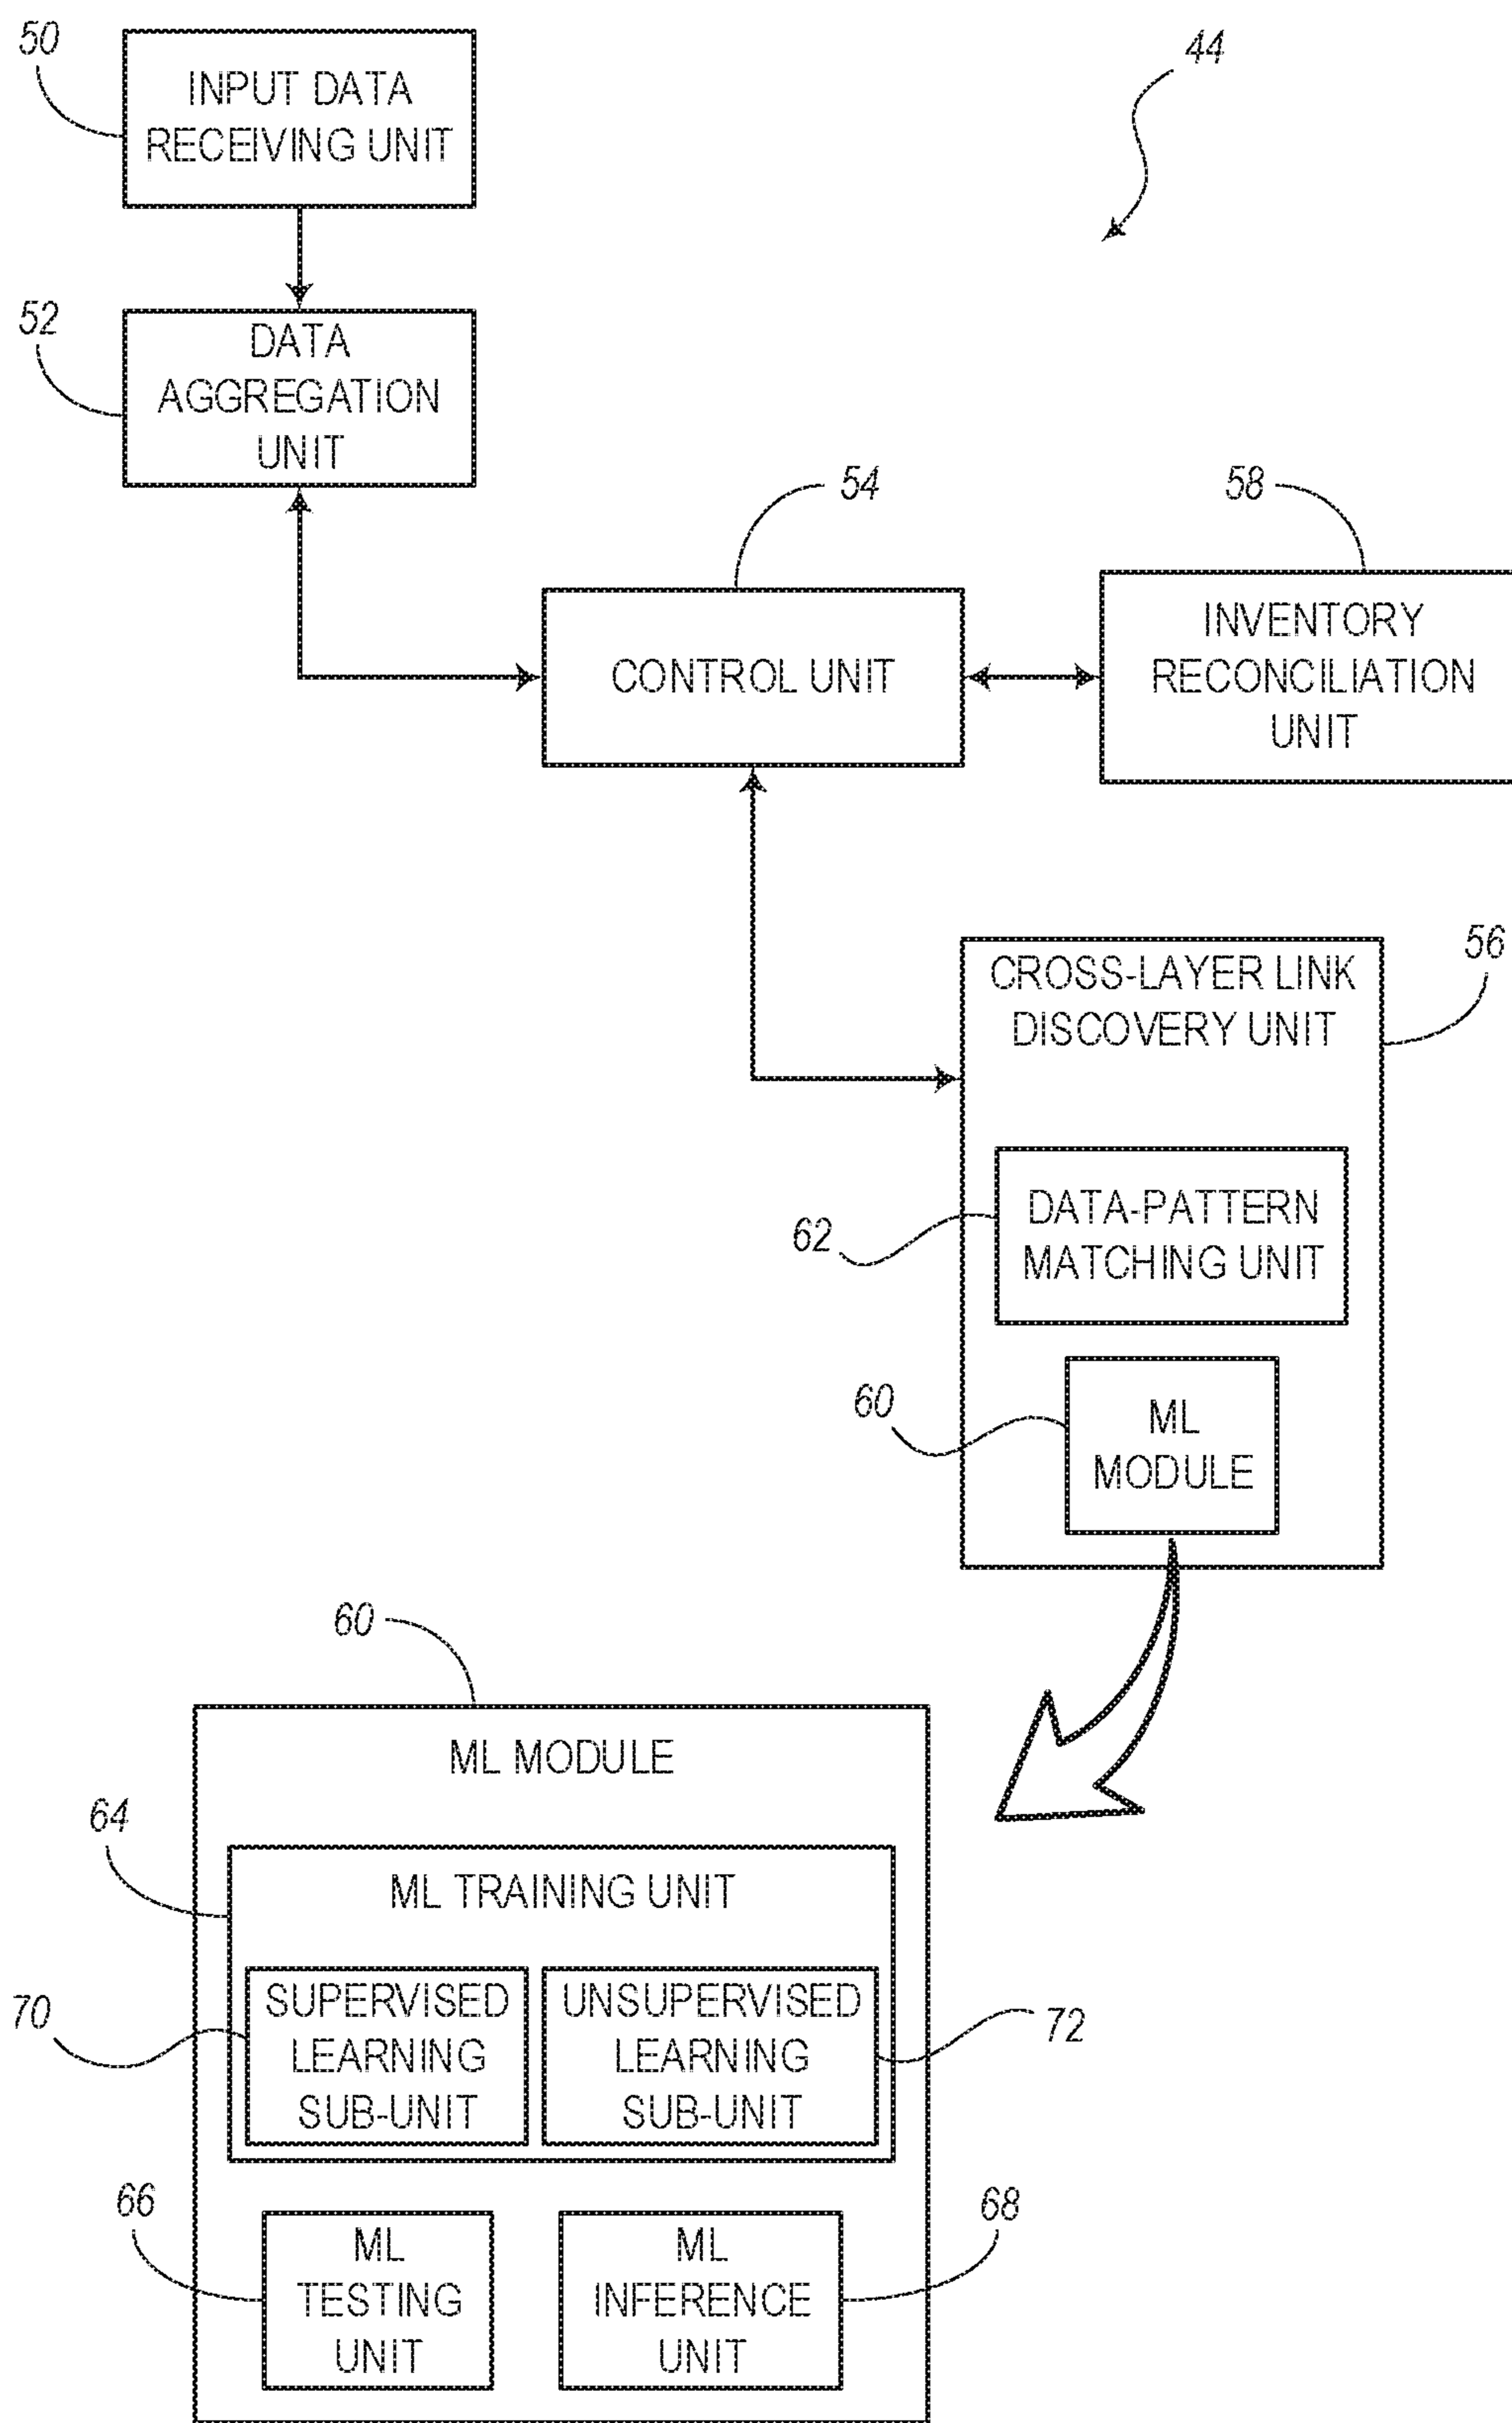 50
INPUT DATA
RECEIVING UNIT
44
52
DATA
AGGREGATION
UNIT
54
58
CONTROL UNIT
INVENTORY
RECONCILIATION
UNIT
56
CROSS-LAYER LINK
DISCOVERY UNIT
62
DATA-PATTERN
MATCHING UNIT
60
ML
MODULE
60
ML MODULE
64
ML TRAINING UNIT
70
SUPERVISED
LEARNING
SUB-UNIT
UNSUPERVISED
LEARNING
SUB-UNIT
72
66
ML
TESTING
UNIT
ML
INFERENCE
UNIT
68